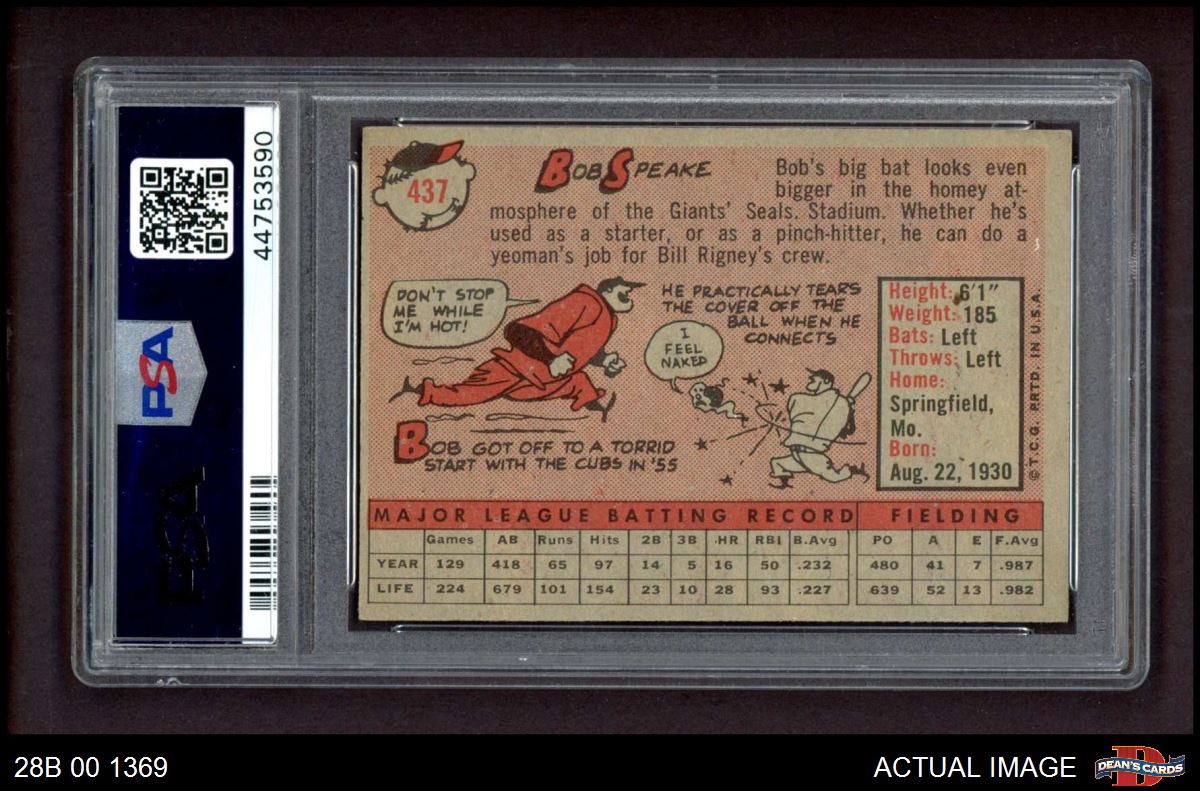 44753590
PSA
PSA
437
BOB SPEAKE
Bob's big bat looks even
bigger in the homey at-
mosphere of the Giants' Seals. Stadium. Whether he's
used as a starter, or as a pinch-hitter, he can do a
yeoman's job for Bill Rigney's crew.
DON'T STOP
ME WHILE
I'M HOT!
HE PRACTICALLY TEARS
THE COVER OFF THE
BALL WHEN HE
CONNECTS
I
FEEL
NAKED
BOB GOT OFF TO A TORRID
START WITH THE CUBS IN '55
Height: 6'1"
Weight: 185
Bats: Left
Throws: Left
Home:
Springfield,
Mo.
Born:
Aug. 22, 1930
© T.C.G. PRTD. IN U.S.A.
MAJOR LEAGUE BATTING RECORD FIELDING
Games AB Runs Hits 2B 3B HR RBI B.Avg PO A E F.Avg
YEAR 129 418 65 97 14 5 16 50 .232 480 41 7 .987
LIFE 224 679 101 154 23 10 28 93 .227 639 52 13 .982
28B 00 1369
ACTUAL IMAGE
DEAN'S CARDS